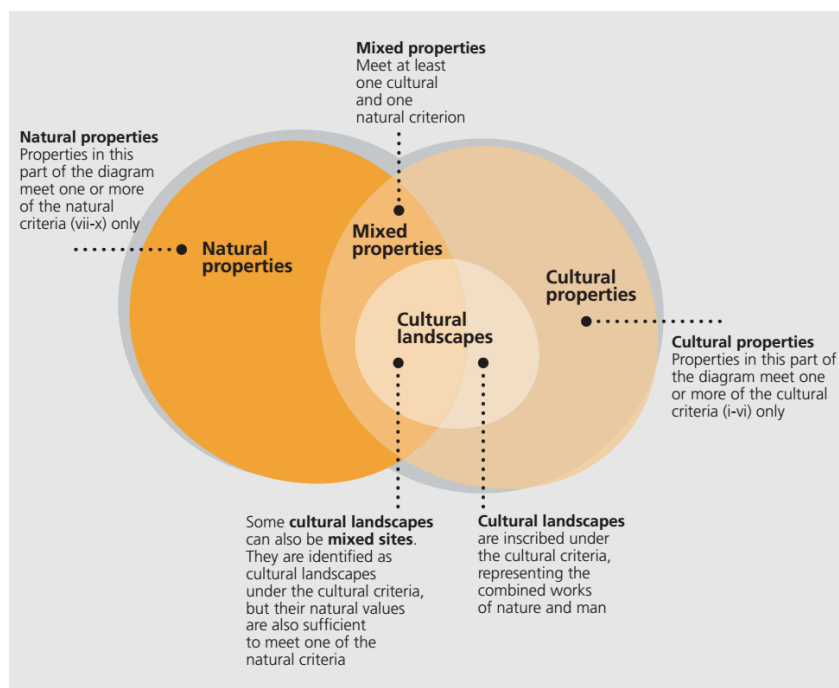 Mixed properties
Meet at least
one cultural
and one
natural criterion
Natural properties
Properties in this
part of the diagram
meet one or more
of the natural
criteria (vii-x) only
Natural
properties
Mixed
properties
Cultural
properties
Cultural
landscapes
Cultural properties
Properties in this part of
the diagram meet one
or more of the cultural
criteria (i-vi) only
Some cultural landscapes
can also be mixed sites.
They are identified as
cultural landscapes
under the cultural criteria,
but their natural values
are also sufficient
to meet one of the
natural criteria
Cultural landscapes
are inscribed under
the cultural criteria,
representing the
combined works
of nature and man